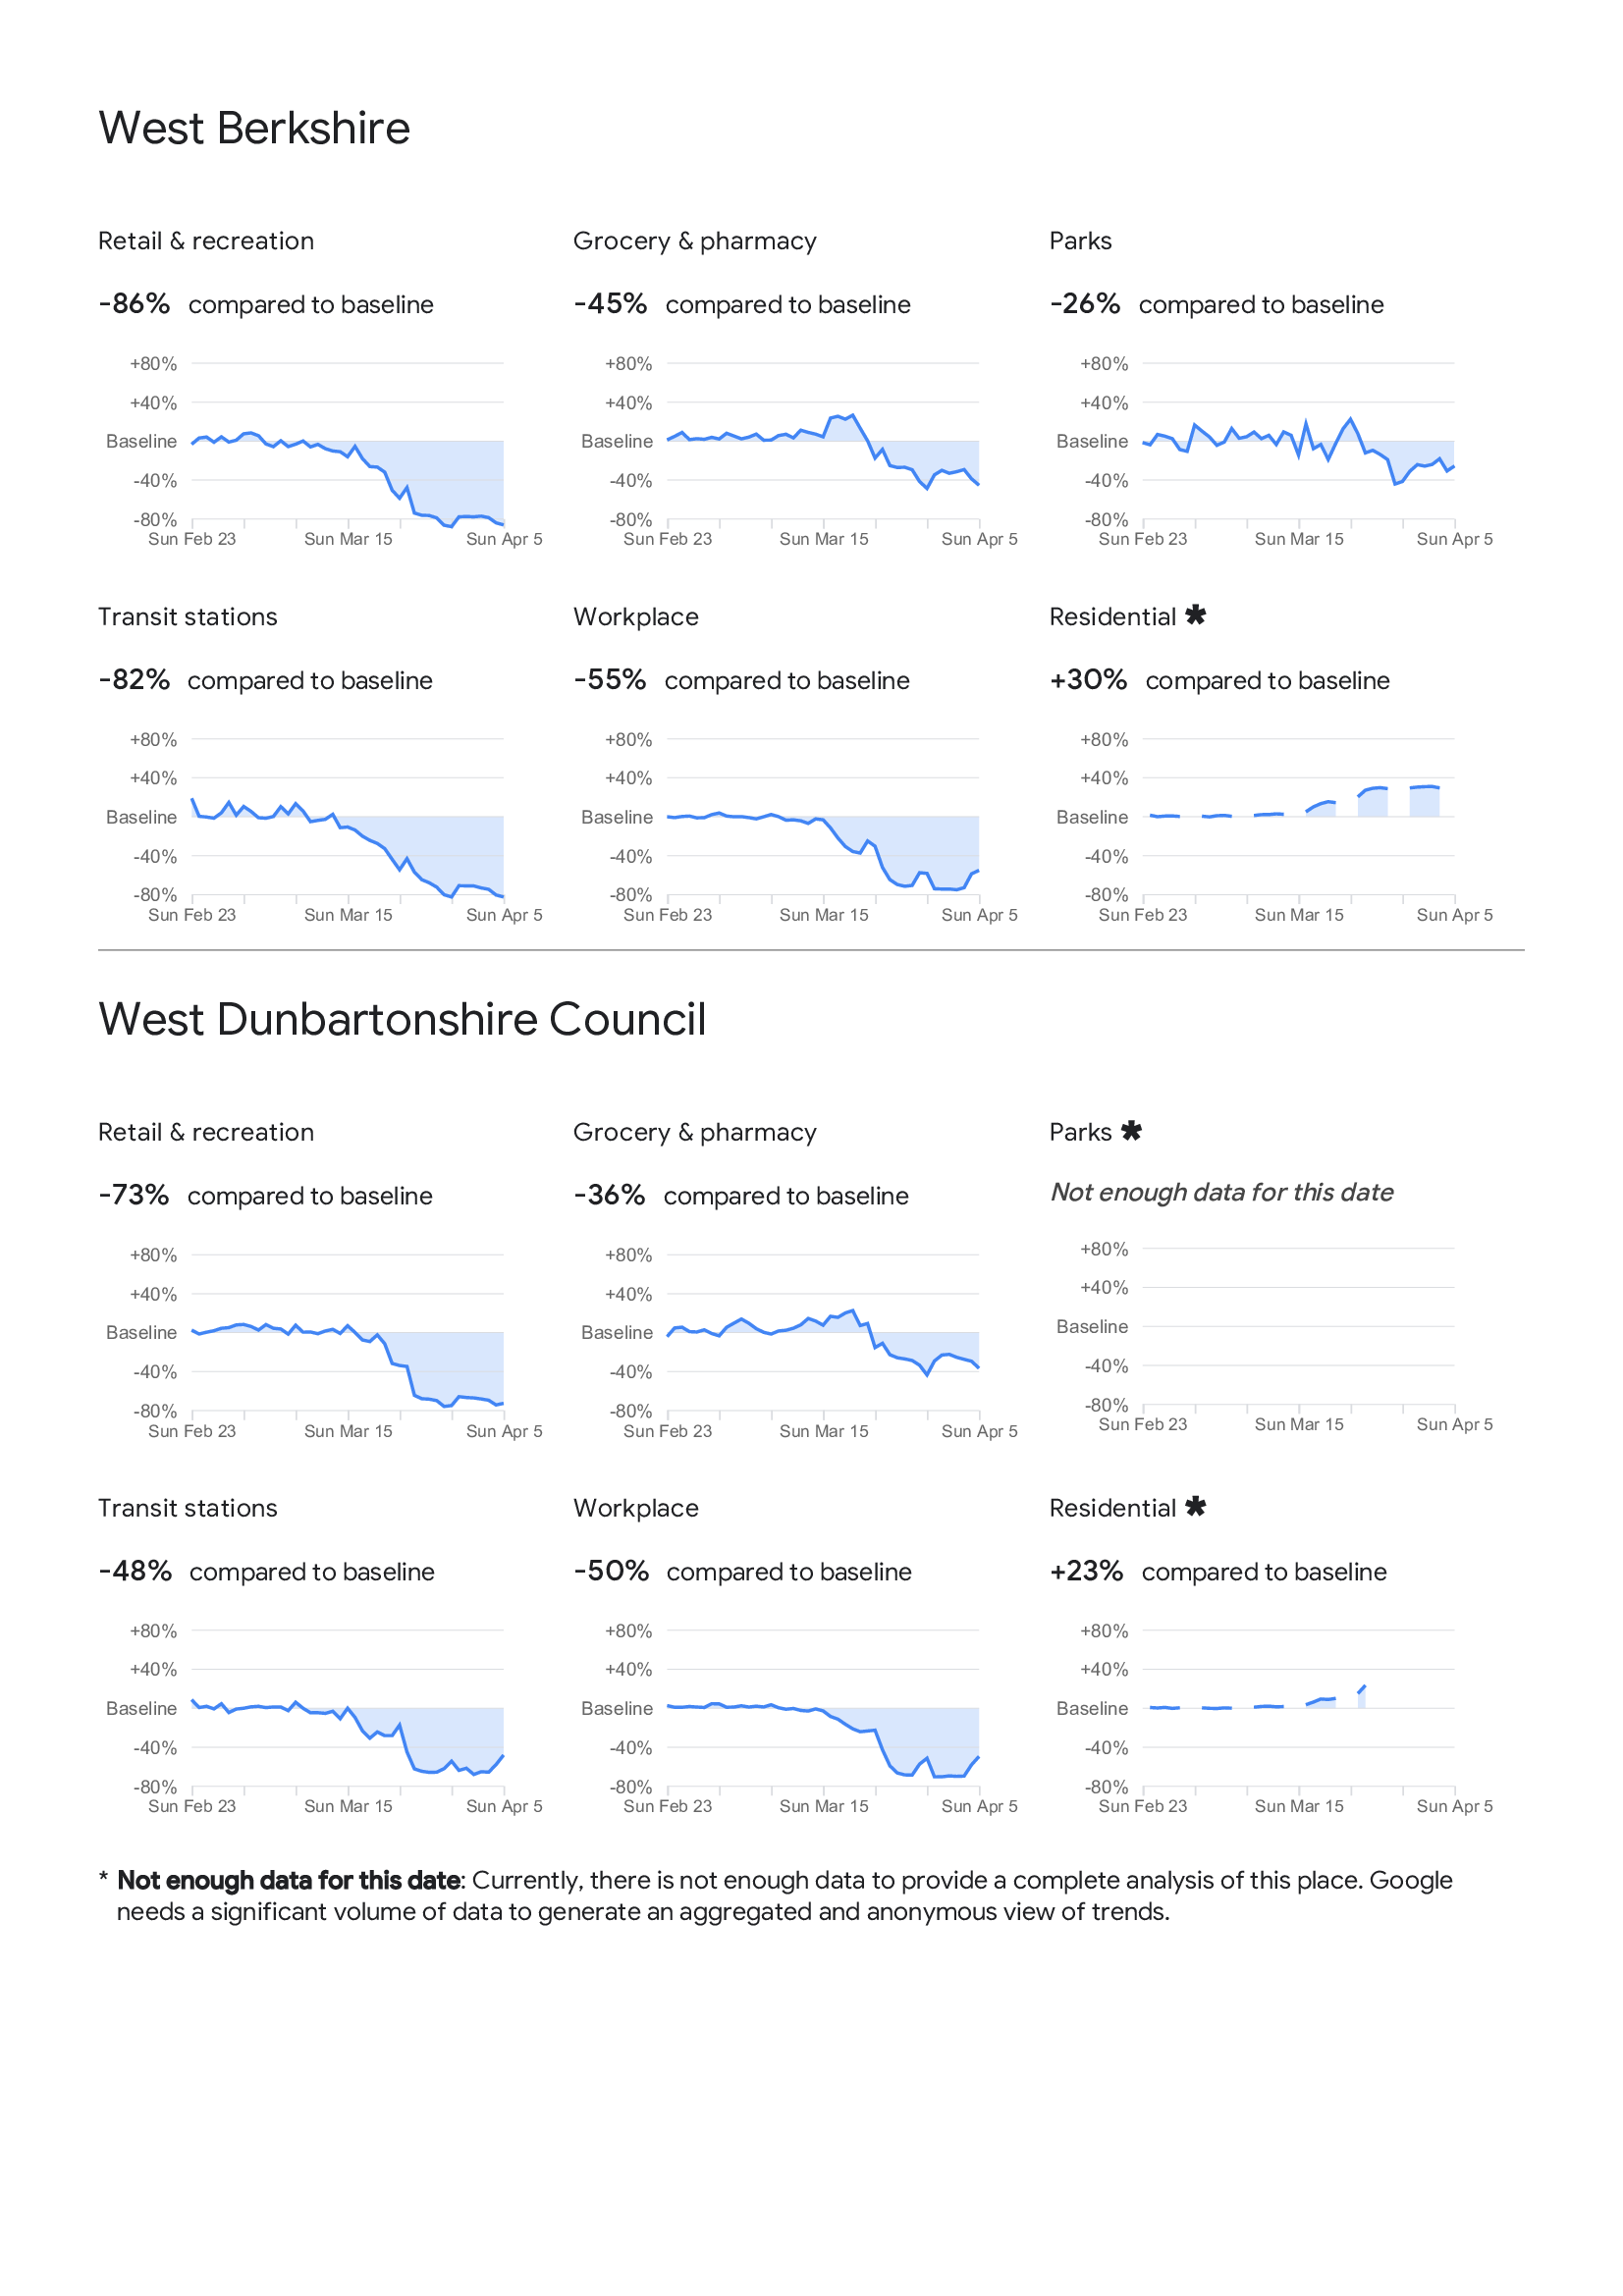 West Berkshire
Retail & recreation
-86% compared to baseline
+80%
+40%
Baseline
-40%
-80%
Sun Feb 23 Sun Mar 15 Sun Apr 5
Grocery & pharmacy
-45% compared to baseline
+80%
+40%
Baseline
-40%
-80%
Sun Feb 23 Sun Mar 15 Sun Apr 5
Parks
-26% compared to baseline
+80%
+40%
Baseline
-40%
-80%
Sun Feb 23 Sun Mar 15 Sun Apr 5
Transit stations
-82% compared to baseline
+80%
+40%
Baseline
-40%
-80%
Sun Feb 23 Sun Mar 15 Sun Apr 5
Workplace
-55% compared to baseline
+80%
+40%
Baseline
-40%
-80%
Sun Feb 23 Sun Mar 15 Sun Apr 5
Residential *
+30% compared to baseline
+80%
+40%
Baseline
-40%
-80%
Sun Feb 23 Sun Mar 15 Sun Apr 5
West Dunbartonshire Council
Retail & recreation
-73% compared to baseline
+80%
+40%
Baseline
-40%
-80%
Sun Feb 23 Sun Mar 15 Sun Apr 5
Grocery & pharmacy
-36% compared to baseline
+80%
+40%
Baseline
-40%
-80%
Sun Feb 23 Sun Mar 15 Sun Apr 5
Parks *
Not enough data for this date
+80%
+40%
Baseline
-40%
-80%
Sun Feb 23 Sun Mar 15 Sun Apr 5
Transit stations
-48% compared to baseline
+80%
+40%
Baseline
-40%
-80%
Sun Feb 23 Sun Mar 15 Sun Apr 5
Workplace
-50% compared to baseline
+80%
+40%
Baseline
-40%
-80%
Sun Feb 23 Sun Mar 15 Sun Apr 5
Residential *
+23% compared to baseline
+80%
+40%
Baseline
-40%
-80%
Sun Feb 23 Sun Mar 15 Sun Apr 5
* Not enough data for this date: Currently, there is not enough data to provide a complete analysis of this place. Google
needs a significant volume of data to generate an aggregated and anonymous view of trends.